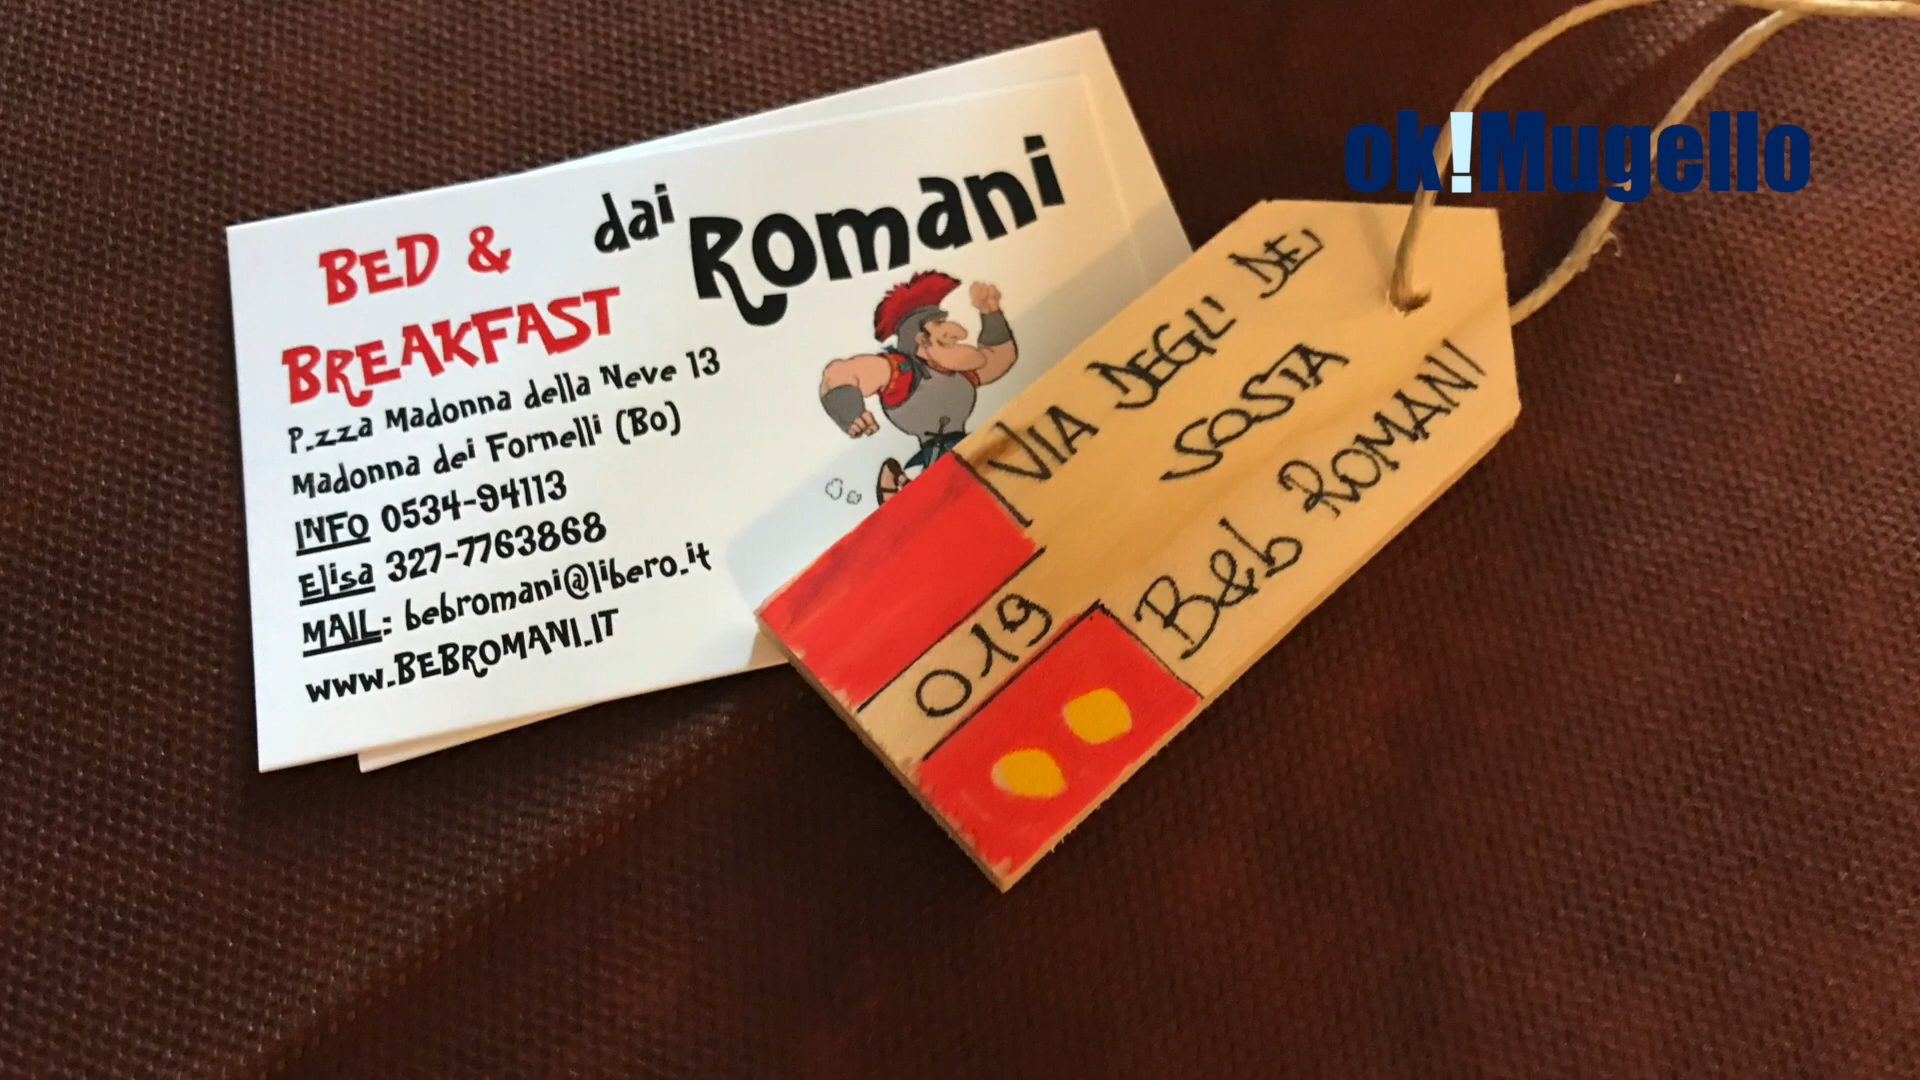 BED & BREAKFAST
dai Romani
P.zza Madonna della Neve 13
Madonna dei Fornelli (Bo)
INFO 0534-94113
Elisa 327-7763868
MAIL: bebromani@libero.it
www.BEBROMANI.IT
VIA DEGLI DEI
SOSTA
B&b ROMANI
019
ok!Mugello